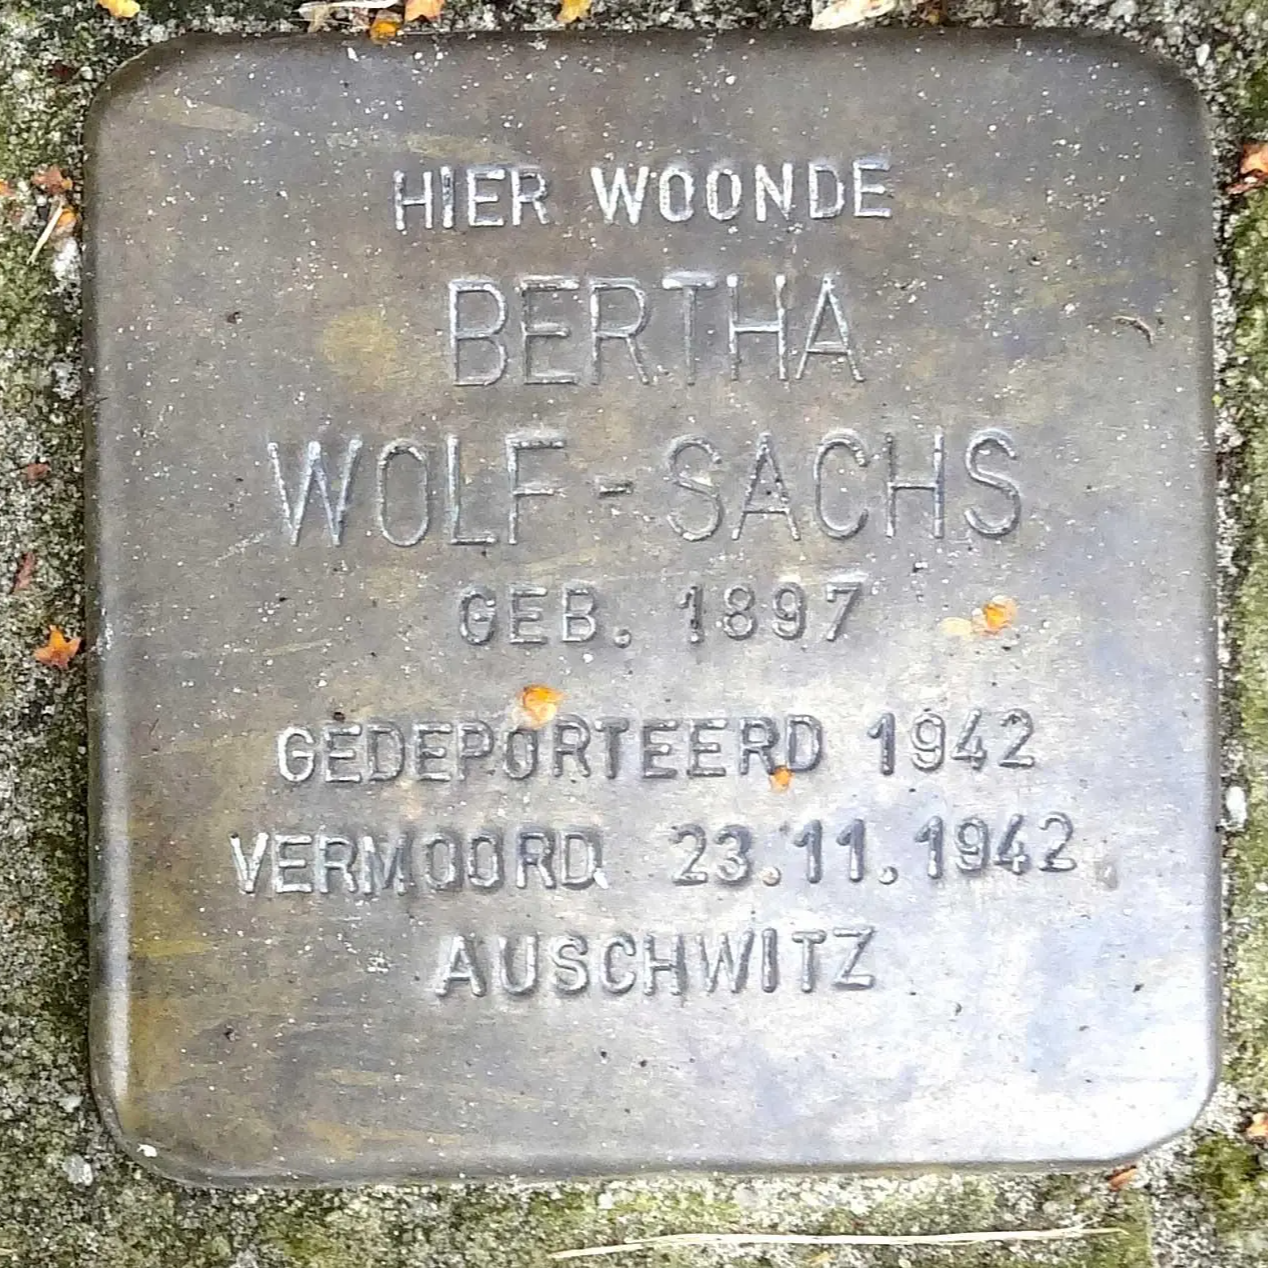 HIER WOONDE
BERTHA
WOLF - SACHS
GEB. 1897
GEDEPORTEERD 1942
VERMOORD 23.11.1942
AUSCHWITZ